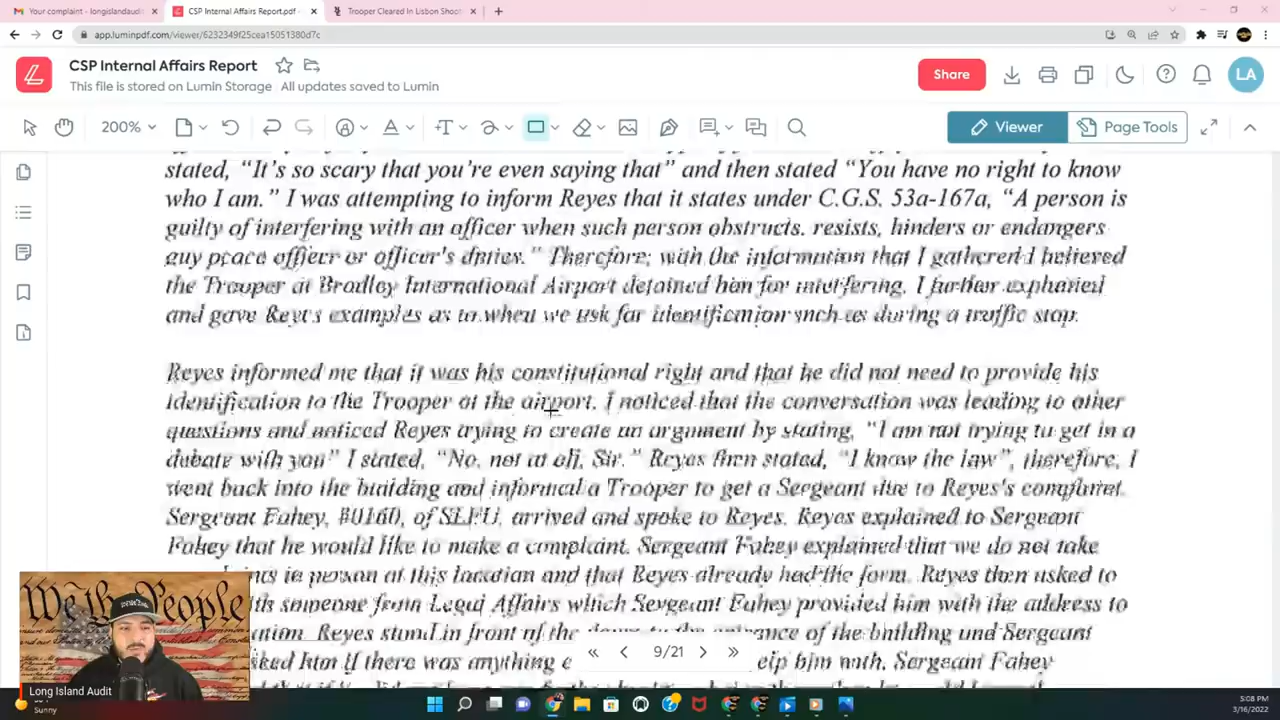 Your complaint - longislandaudit
CSP Internal Affairs Report.pdf -
Trooper Cleared In Lisbon Shoot
app.luminpdf.com/viewer/6232349f25cea15051380d7c
CSP Internal Affairs Report
This file is stored on Lumin Storage All updates saved to Lumin
Share
LA
200%
Viewer
Page Tools
stated, "It's so scary that you're even saying that" and then stated "You have no right to know
who I am." I was attempting to inform Reyes that it states under C.G.S. 53a-167a, "A person is
guilty of interfering with an officer when such person obstructs. resists, hinders or endangers
any peace officer or officer's duties." Therefore, with the information that I gathered I believed
the Trooper at Bradley International Airport detained him for interfering. I further explained
and gave Reyes examples as to when we ask for identification such as during a traffic stop.
Reyes informed me that it was his constitutional right and that he did not need to provide his
identification to the Trooper at the airport. I noticed that the conversation was leading to other
questions and noticed Reyes trying to create an argument by stating, "I am not trying to get in a
debate with you" I stated, "No, not at all, Sir." Reyes then stated, "I know the law", therefore, I
went back into the building and informed a Trooper to get a Sergeant due to Reyes's complaint.
Sergeant Fahey, #0160, of arrived and spoke to Reyes. Reyes explained to Sergeant
Fahey that he would like to make a complaint. Sergeant Fahey explained that we do not take
in person at this location and that Reyes already had the form. Reyes then asked to
someone from Legal Affairs which Sergeant Fahey provided him with the address to
Reyes stood in front of the entrance of the building and Sergeant
him if there was anything help him with, Sergeant Fahey
9/21
We the People
Long Island Audit
Sunny
5:08 PM
3/16/2022